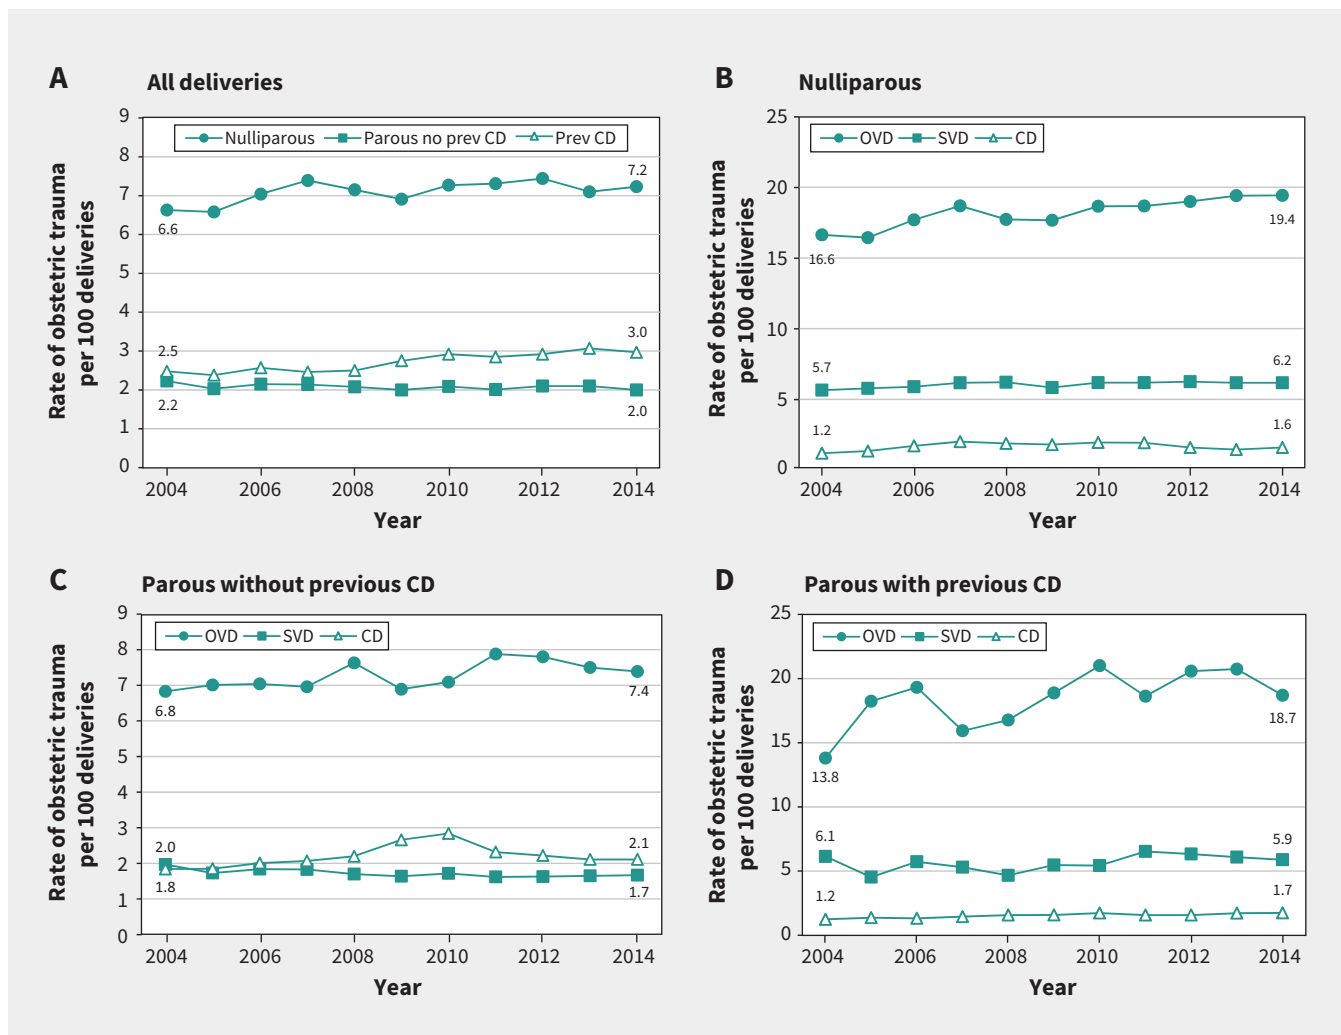 A All deliveries
9
8
7
6
5
4
3
2
1
0
Rate of obstetric trauma
per 100 deliveries
Nulliparous Parous no prev CD Prev CD
7.2
6.6
2.5
3.0
2.2
2.0
2004 2006 2008 2010 2012 2014
Year
B Nulliparous
25
20
15
10
5
0
Rate of obstetric trauma
per 100 deliveries
OVD SVD CD
19.4
16.6
5.7
6.2
1.2
1.6
2004 2006 2008 2010 2012 2014
Year
C Parous without previous CD
9
8
7
6
5
4
3
2
1
0
Rate of obstetric trauma
per 100 deliveries
OVD SVD CD
6.8
7.4
2.0
2.1
1.8
1.7
2004 2006 2008 2010 2012 2014
Year
D Parous with previous CD
25
20
15
10
5
0
Rate of obstetric trauma
per 100 deliveries
OVD SVD CD
18.7
13.8
6.1
5.9
1.2
1.7
2004 2006 2008 2010 2012 2014
Year